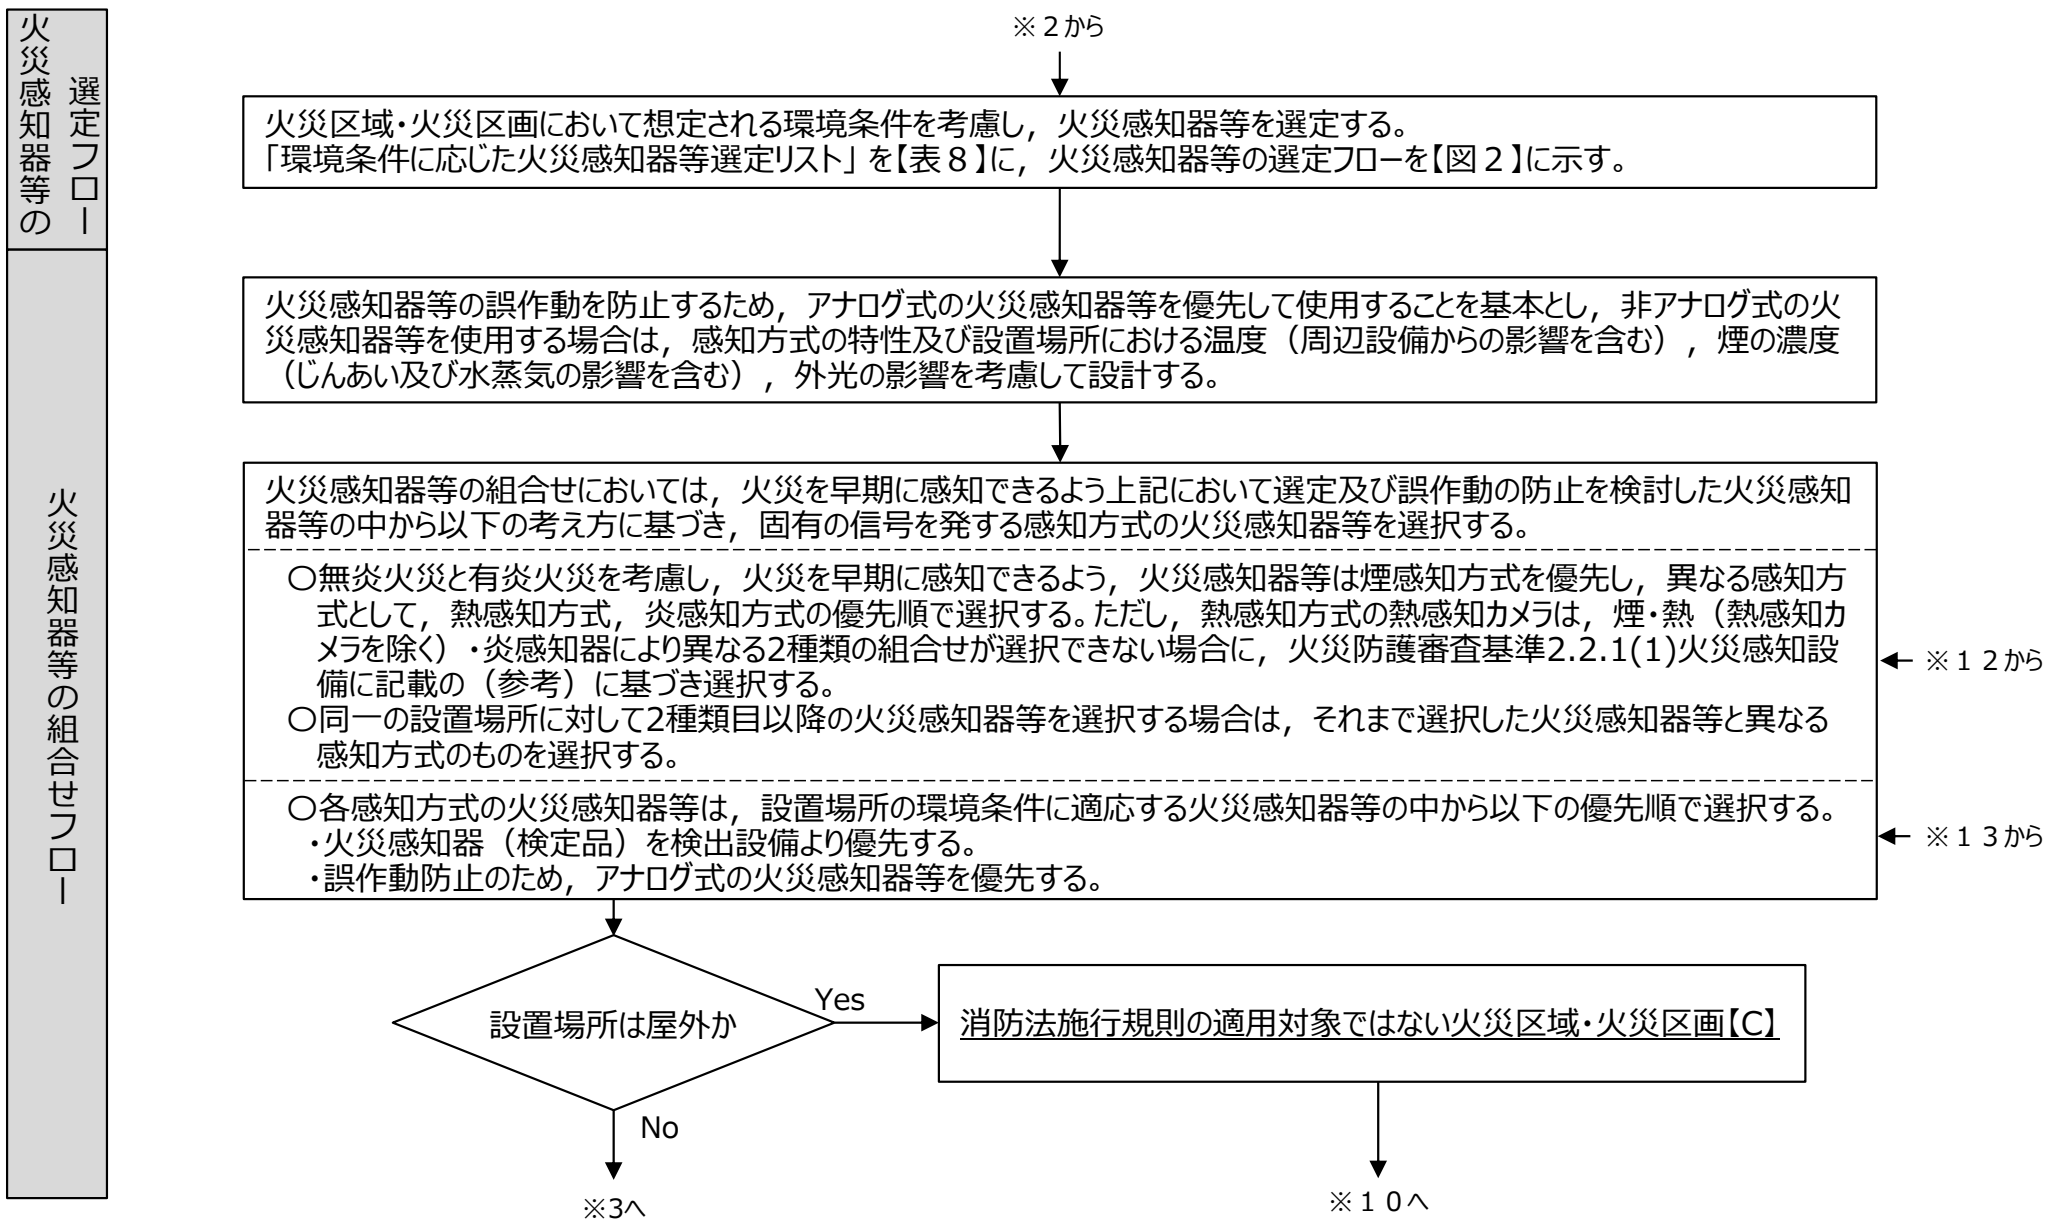 火災感知器等の
選定フロー
※２から
火災区域・火災区画において想定される環境条件を考慮し，火災感知器等を選定する。
「環境条件に応じた火災感知器等選定リスト」を【表８】に，火災感知器等の選定フローを【図２】に示す。
火災感知器等の組合せフロー
火災感知器等の誤作動を防止するため，アナログ式の火災感知器等を優先して使用することを基本とし，非アナログ式の火
災感知器等を使用する場合は，感知方式の特性及び設置場所における温度（周辺設備からの影響を含む），煙の濃度
（じんあい及び水蒸気の影響を含む），外光の影響を考慮して設計する。
火災感知器等の組合せにおいては，火災を早期に感知できるよう上記において選定及び誤作動の防止を検討した火災感知
器等の中から以下の考え方に基づき，固有の信号を発する感知方式の火災感知器等を選択する。
〇無炎火災と有炎火災を考慮し，火災を早期に感知できるよう，火災感知器等は煙感知方式を優先し，異なる感知方
式として，熱感知方式，炎感知方式の優先順で選択する。ただし，熱感知方式の熱感知カメラは，煙・熱（熱感知カ
メラを除く）・炎感知器により異なる2種類の組合せが選択できない場合に，火災防護審査基準2.2.1(1)火災感知設
備に記載の（参考）に基づき選択する。
※１２から
〇同一の設置場所に対して2種類目以降の火災感知器等を選択する場合は，それまで選択した火災感知器等と異なる
感知方式のものを選択する。
〇各感知方式の火災感知器等は，設置場所の環境条件に適応する火災感知器等の中から以下の優先順で選択する。
・火災感知器（検定品）を検出設備より優先する。
・誤作動防止のため，アナログ式の火災感知器等を優先する。
※１３から
設置場所は屋外か
Yes
消防法施行規則の適用対象ではない火災区域・火災区画【C】
No
※3へ
※１０へ